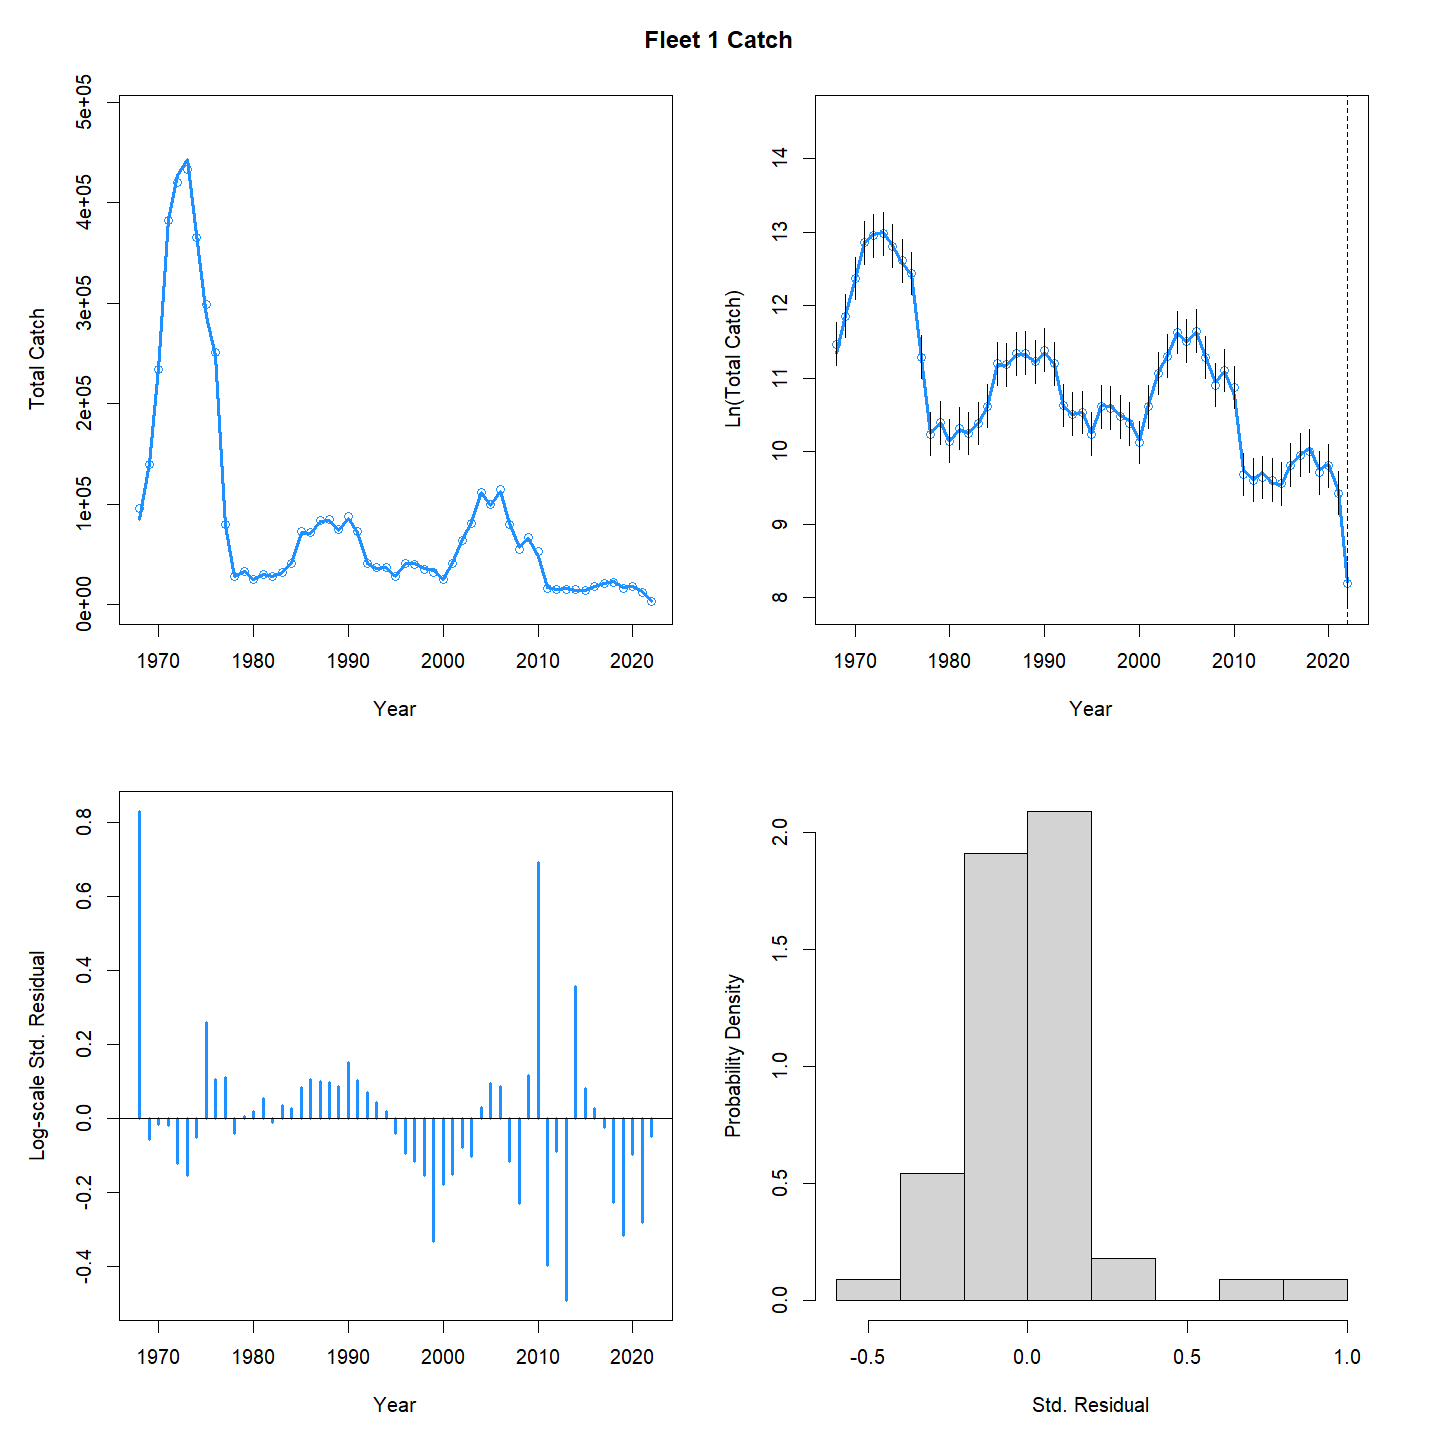 Fleet 1 Catch
Total Catch
0e+00 1e+05 2e+05 3e+05 4e+05 5e+05
1970 1980 1990 2000 2010 2020
Year
Ln(Total Catch)
8 9 10 11 12 13 14
1970 1980 1990 2000 2010 2020
Year
Log-scale Std. Residual
-0.4 -0.2 0.0 0.2 0.4 0.6 0.8
1970 1980 1990 2000 2010 2020
Year
Probability Density
0.0 0.5 1.0 1.5 2.0
-0.5 0.0 0.5 1.0
Std. Residual